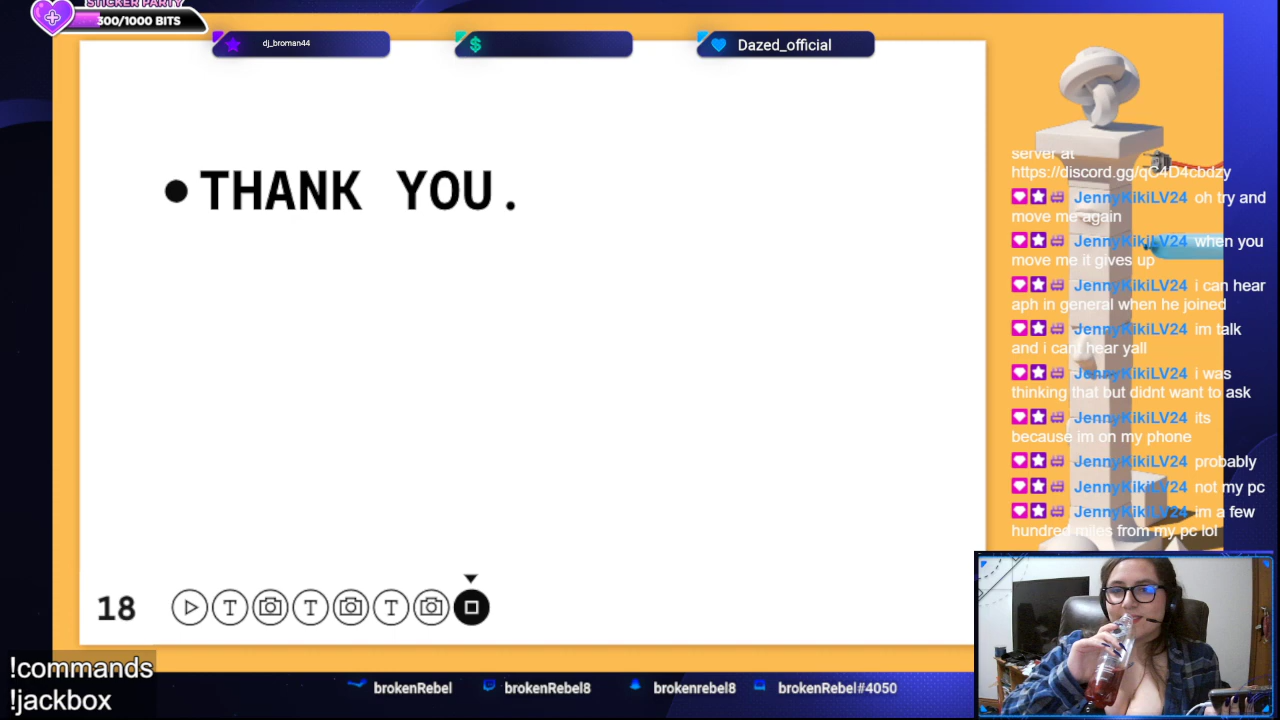 STICKER PARTY
300/1000 BITS
dj_broman44
$
Dazed_official
THANK YOU.
18
T
T
T
server at
https://discord.gg/qC4D4cbdzy
JennyKikiLV24 oh try and
move me again
JennyKikiLV24 when you
move me it gives up
JennyKikiLV24 i can hear
aph in general when he joined
JennyKikiLV24 im talk
and i cant hear yall
JennyKikiLV24 i was
thinking that but didnt want to ask
JennyKikiLV24 its
because im on my phone
JennyKikiLV24 probably
JennyKikiLV24 not my pc
JennyKikiLV24 im a few
hundred miles from my pc lol
!commands
!jackbox
brokenRebel
brokenRebel8
brokenrebel8
brokenRebel#4050